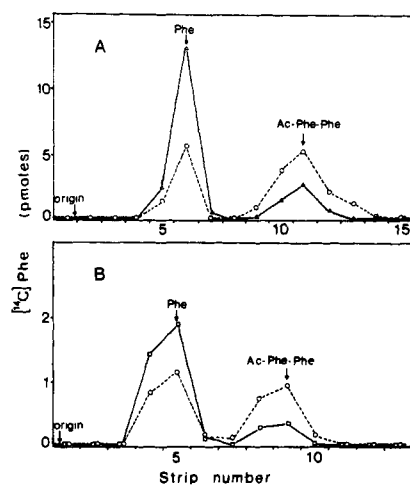 15
A
Phe
10
Ac-Phe-Phe
5
origin
0
(pmoles)
5
10
15
B
Phe
2
Ac-Phe-Phe
1
origin
0
[¹⁴C] Phe
5
10
Strip number